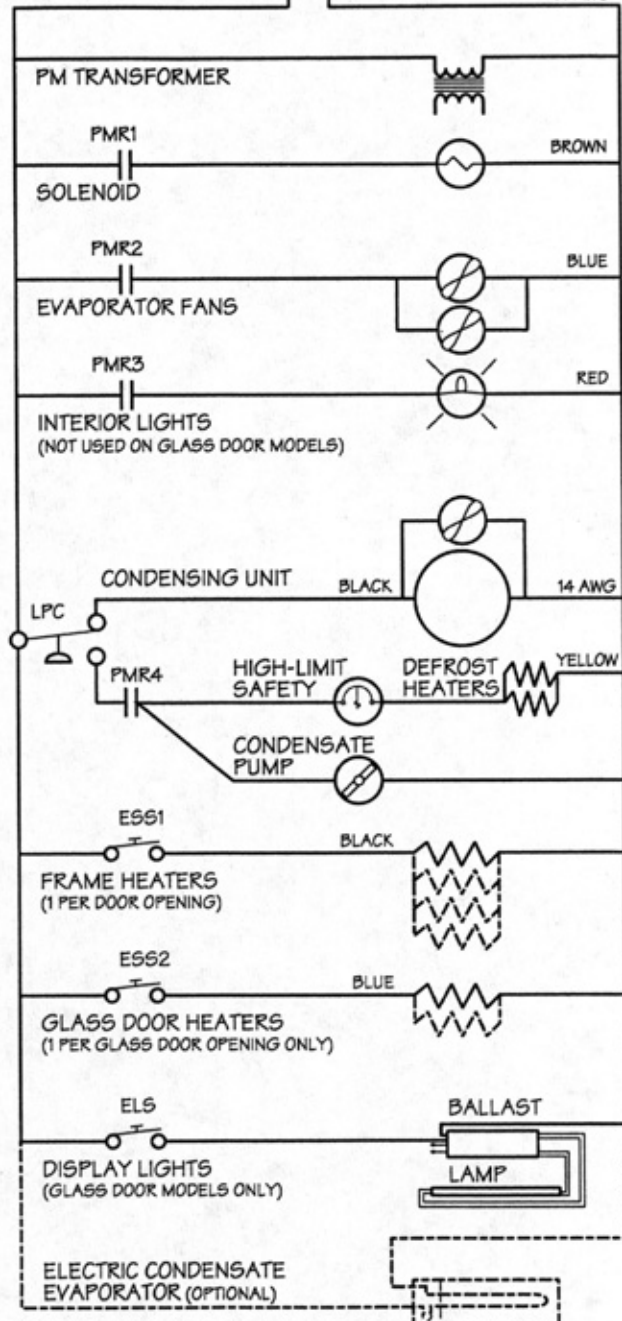 PM TRANSFORMER
PMR1
BROWN
SOLENOID
PMR2
BLUE
EVAPORATOR FANS
PMR3
RED
INTERIOR LIGHTS
(NOT USED ON GLASS DOOR MODELS)
CONDENSING UNIT
BLACK
14 AWG
LPC
PMR4
HIGH-LIMIT
SAFETY
DEFROST
HEATERS
YELLOW
CONDENSATE
PUMP
ESS1
BLACK
FRAME HEATERS
(1 PER DOOR OPENING)
ESS2
BLUE
GLASS DOOR HEATERS
(1 PER GLASS DOOR OPENING ONLY)
ELS
BALLAST
DISPLAY LIGHTS
(GLASS DOOR MODELS ONLY)
LAMP
ELECTRIC CONDENSATE
EVAPORATOR (OPTIONAL)